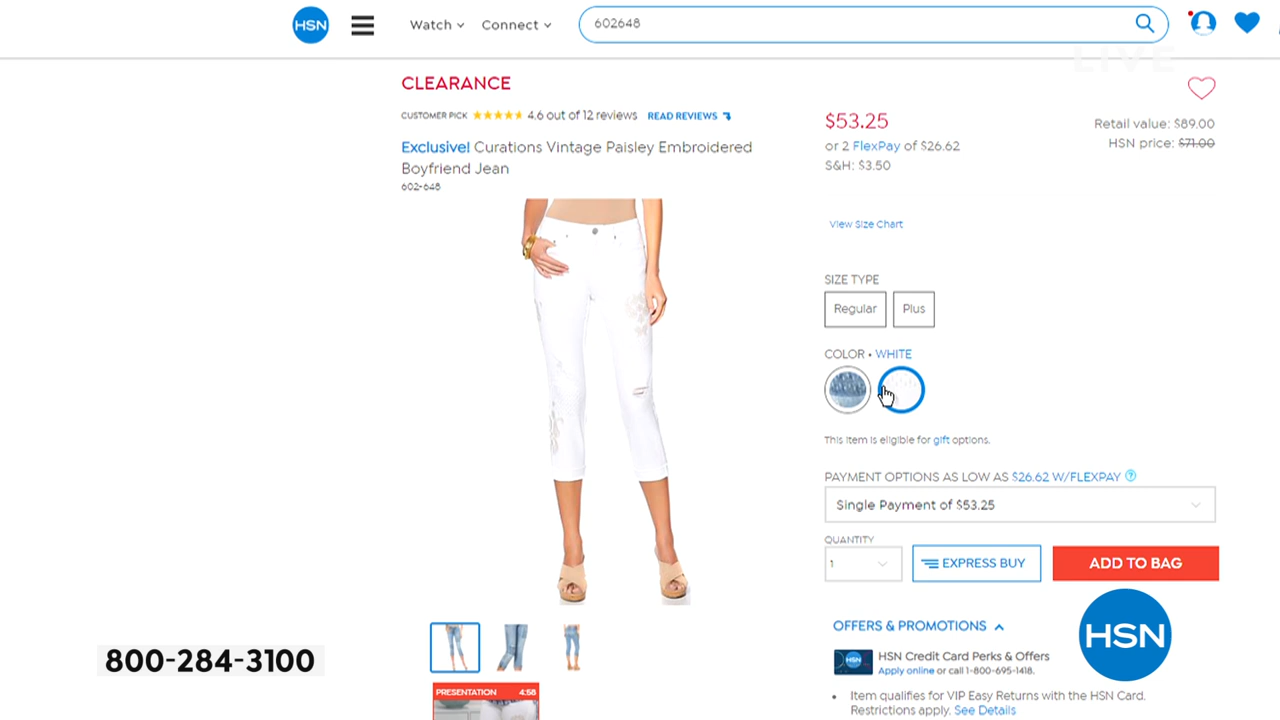 HSN
Watch
Connect
602648
LIVE
CLEARANCE
CUSTOMER PICK 4.6 out of 12 reviews READ REVIEWS
Exclusive! Curations Vintage Paisley Embroidered
Boyfriend Jean
602-648
$53.25
or 2 FlexPay of $26.62
S&H: $3.50
Retail value: $89.00
HSN price: $71.00
View Size Chart
SIZE TYPE
Regular Plus
COLOR • WHITE
This item is eligible for gift options.
PAYMENT OPTIONS AS LOW AS $26.62 W/FLEXPAY ?
Single Payment of $53.25
QUANTITY
1
EXPRESS BUY
ADD TO BAG
OFFERS & PROMOTIONS
HSN
HSN Credit Card Perks & Offers
Apply online or call 1-800-695-1418.
• Item qualifies for VIP Easy Returns with the HSN Card.
Restrictions apply. See Details
HSN
800-284-3100
PRESENTATION 4:58